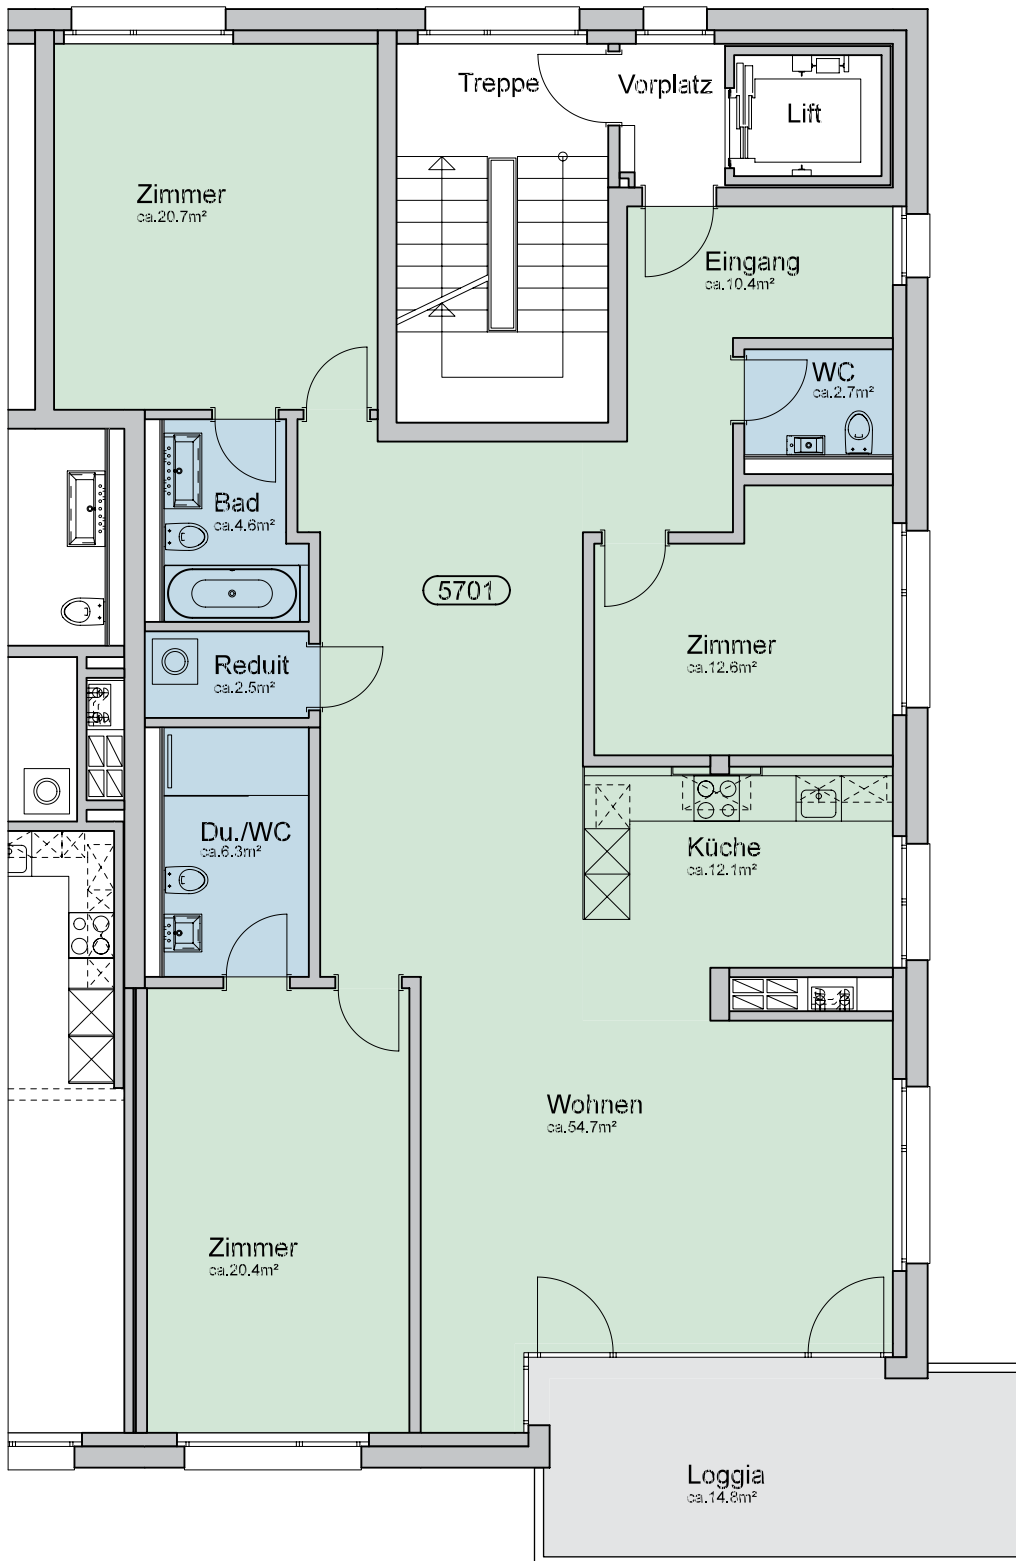 Treppe
Vorplatz
Lift
Zimmer
ca.20.7m²
Eingang
ca.10.4m²
WC
ca.2.7m²
Bad
ca.4.6m²
5701
Zimmer
ca.12.6m²
Reduit
ca.2.5m²
Du./WC
ca.6.3m²
Küche
ca.12.1m²
Wohnen
ca.54.7m²
Zimmer
ca.20.4m²
Loggia
ca.14.8m²